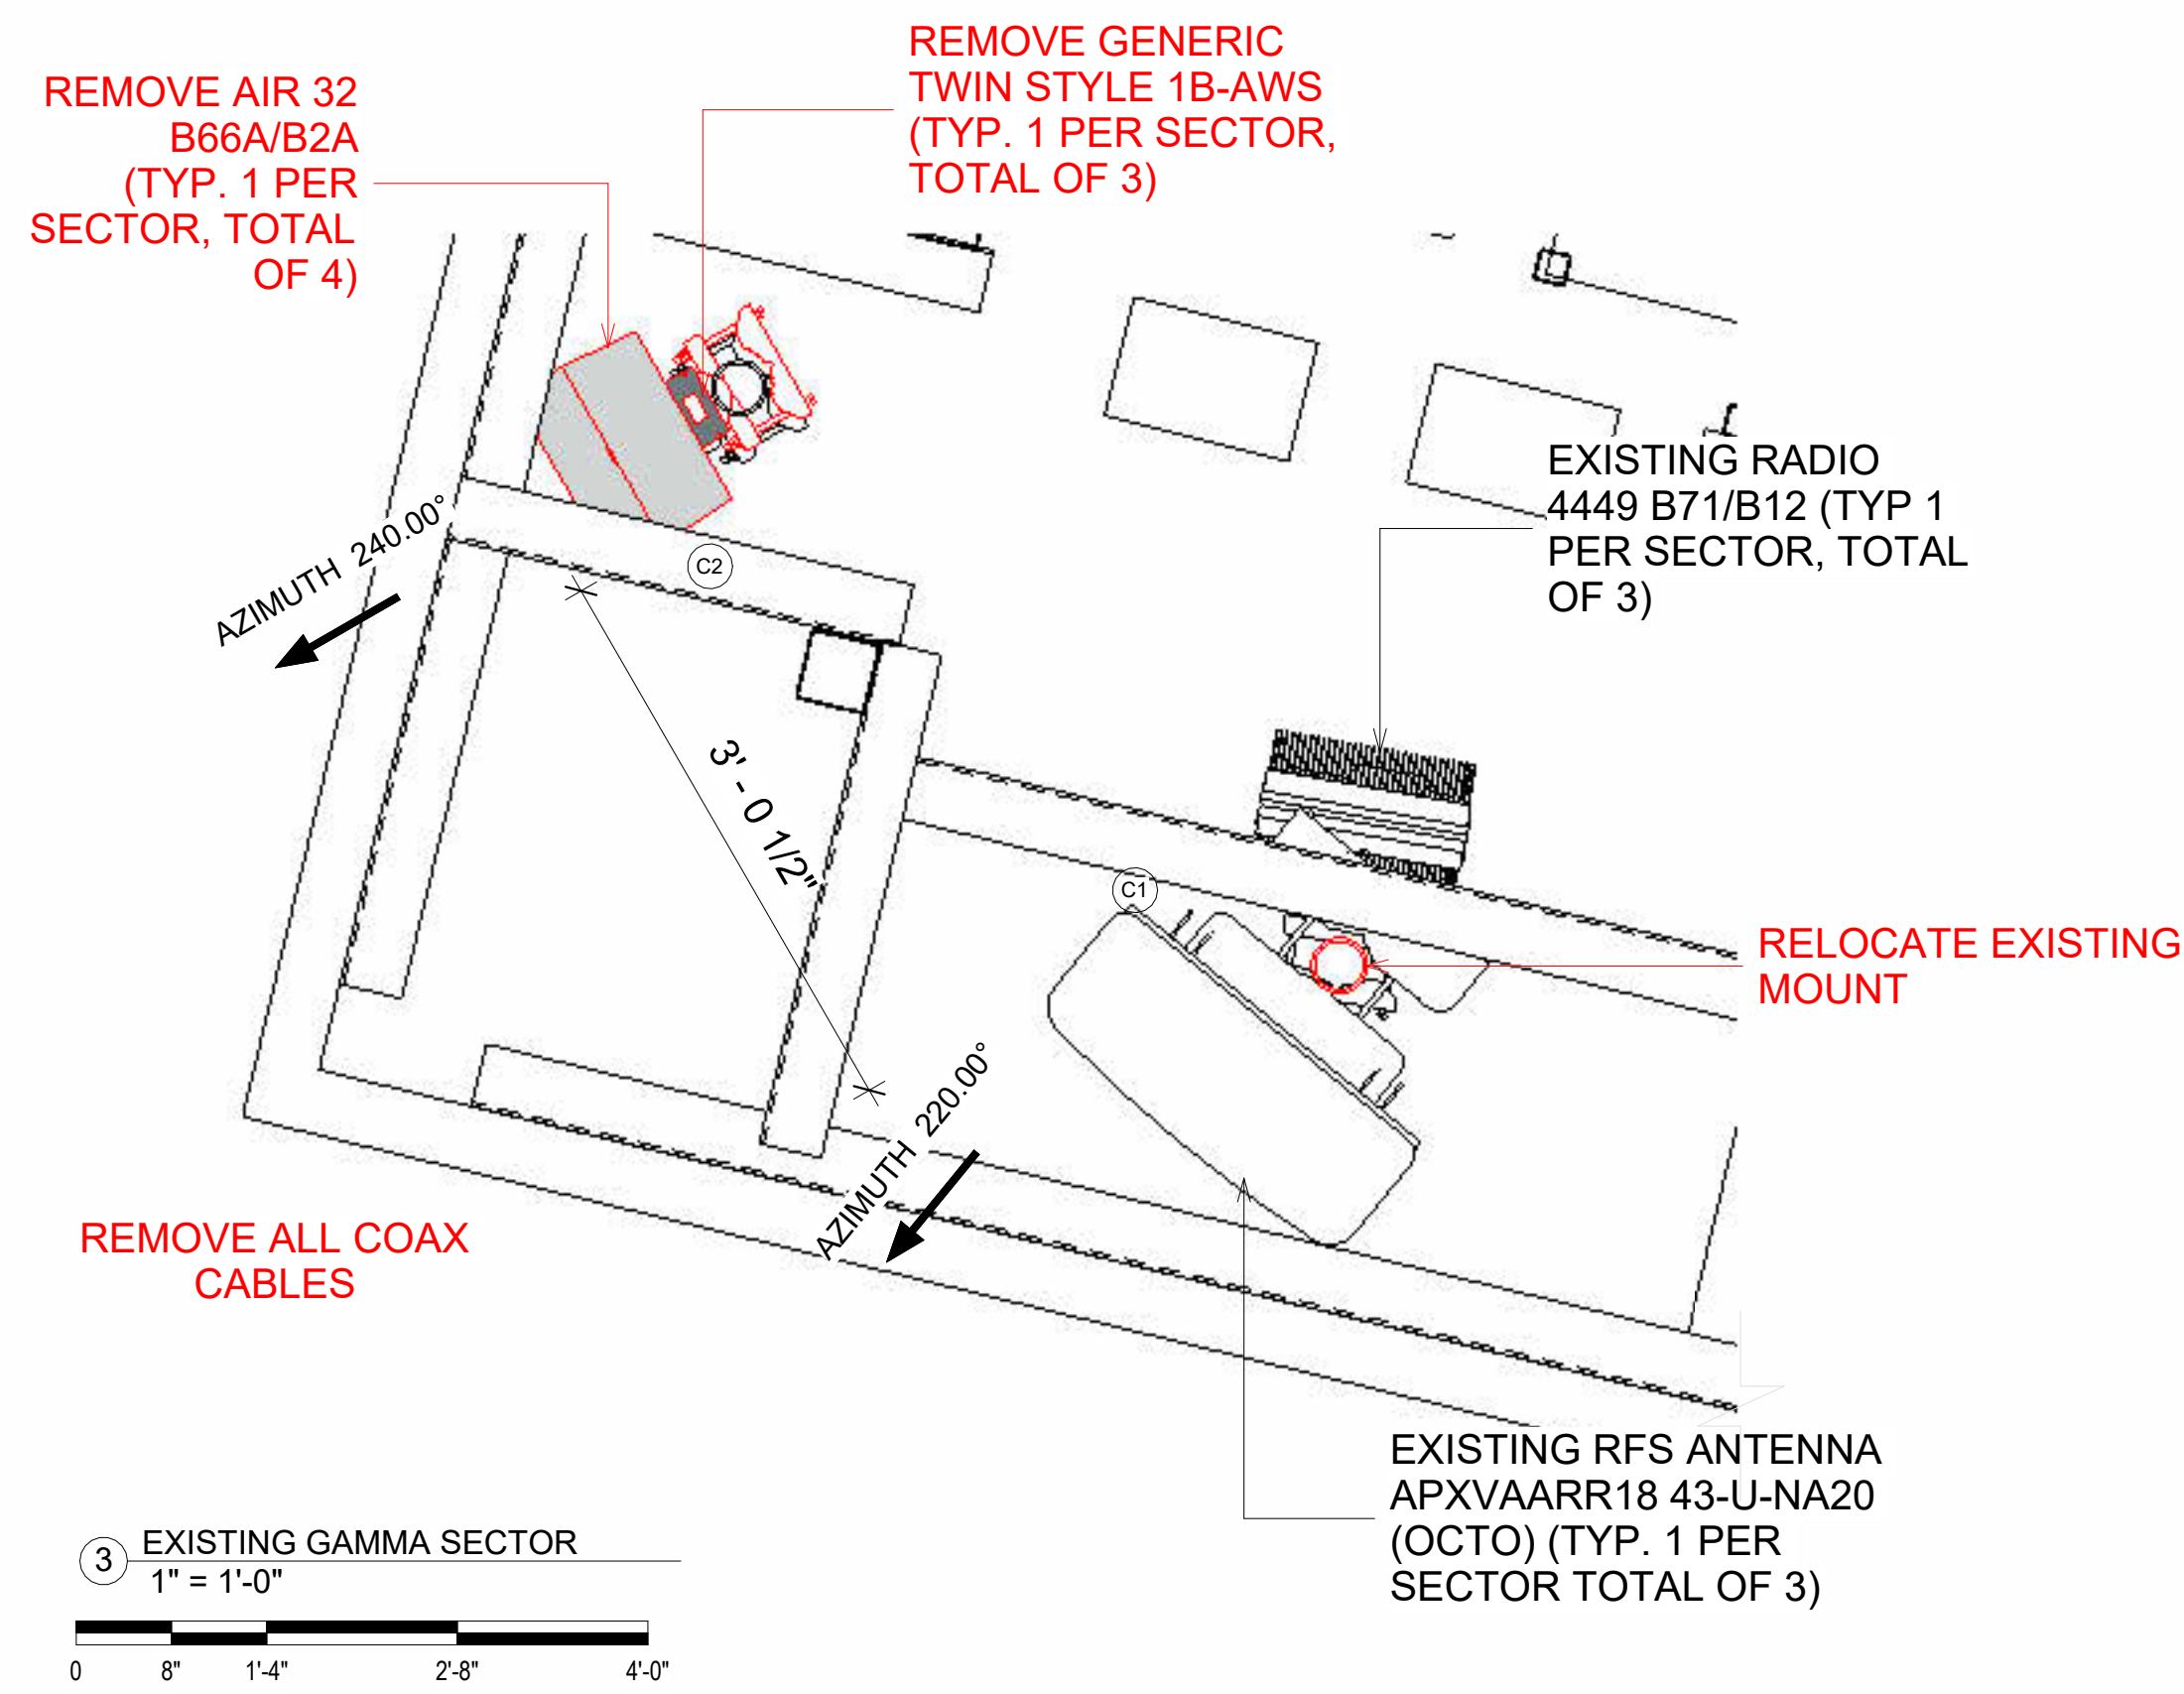 REMOVE GENERIC
TWIN STYLE 1B-AWS
(TYP. 1 PER SECTOR,
TOTAL OF 3)
REMOVE AIR 32
B66A/B2A
(TYP. 1 PER
SECTOR, TOTAL
OF 4)
EXISTING RADIO
4449 B71/B12 (TYP 1
PER SECTOR, TOTAL
OF 3)
AZIMUTH 240.00°
C2
3' - 0 1/2"
C1
RELOCATE EXISTING
MOUNT
AZIMUTH 220.00°
REMOVE ALL COAX
CABLES
EXISTING RFS ANTENNA
APXVAARR18 43-U-NA20
(OCTO) (TYP. 1 PER
SECTOR TOTAL OF 3)
3 EXISTING GAMMA SECTOR
1" = 1'-0"
0 8" 1'-4" 2'-8" 4'-0"